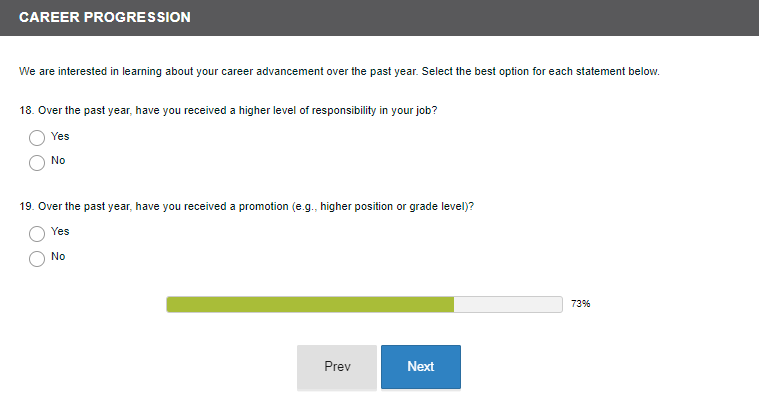 CAREER PROGRESSION
We are interested in learning about your career advancement over the past year. Select the best option for each statement below.
18. Over the past year, have you received a higher level of responsibility in your job?
Yes
No
19. Over the past year, have you received a promotion (e.g., higher position or grade level)?
Yes
No
73%
Prev
Next